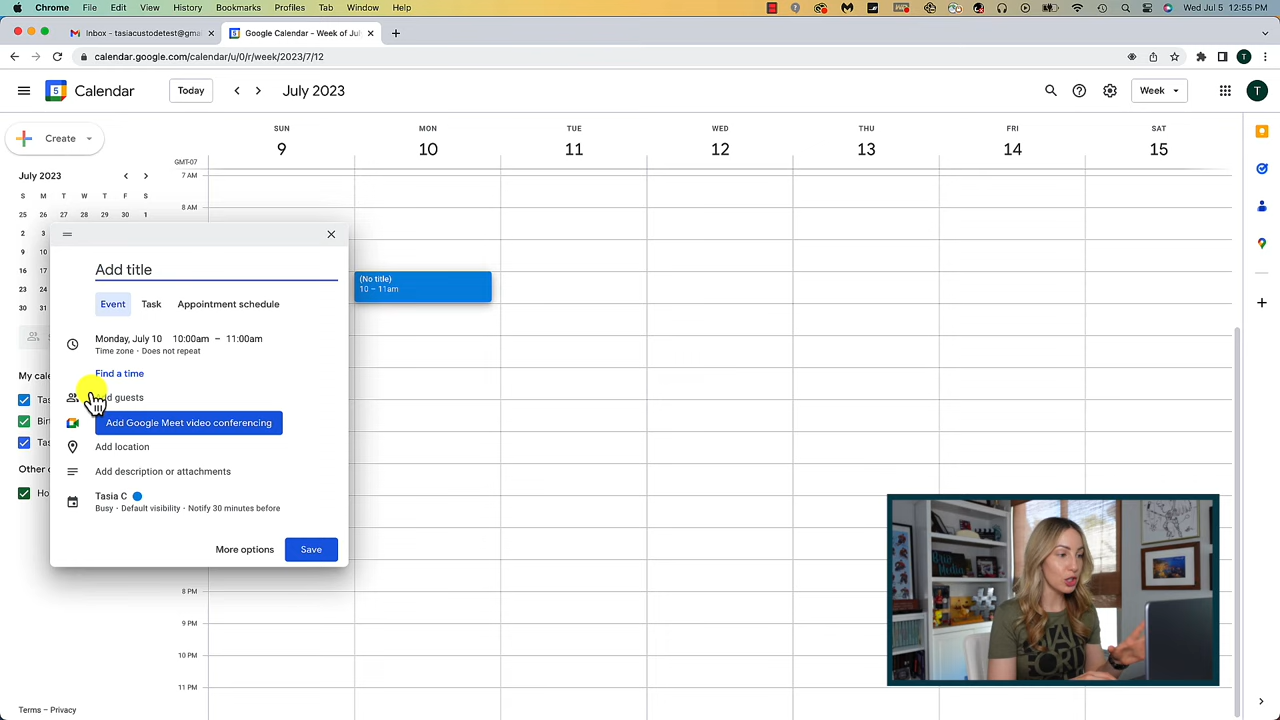 Chrome File Edit View History Bookmarks Profiles Tab Window Help Wed Jul 5 12:55 PM
Inbox – tasiacustodetest@gmai
Google Calendar - Week of Jul
calendar.google.com/calendar/u/0/r/week/2023/7/12
T
5 Calendar Today July 2023 Week T
Create
SUN MON TUE WED THU FRI SAT
9 10 11 12 13 14 15
GMT-07
July 2023
7 AM
S M T W T F S
8 AM
25 26 27 28 29 30 1
2 3
9 10
16 17
23 24
30 31
Add title
(No title)
10 – 11am
Event Task Appointment schedule
Monday, July 10 10:00am – 11:00am
Time zone · Does not repeat
Find a time
My cale
guests
Add Google Meet video conferencing
Add location
Add description or attachments
Other
Tasia C
Busy · Default visibility · Notify 30 minutes before
More options Save
8 PM
9 PM
10 PM
11 PM
Terms – Privacy